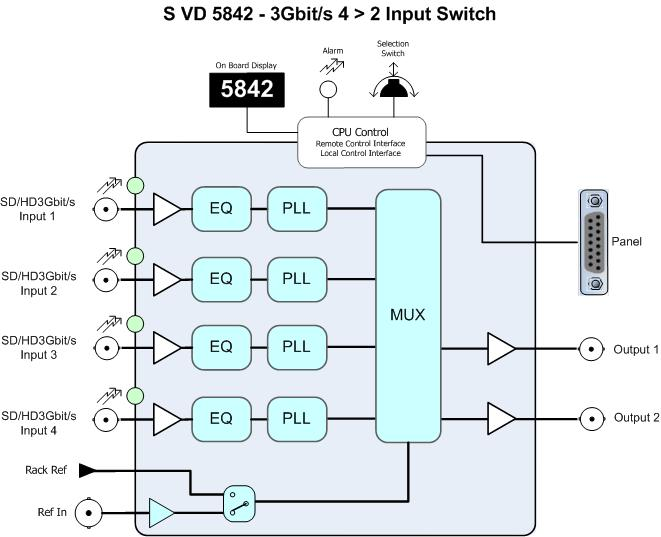 S VD 5842 - 3Gbit/s 4 > 2 Input Switch
On Board Display
5842
Alarm
Selection
Switch
CPU Control
Remote Control Interface
Local Control Interface
SD/HD3Gbit/s
Input 1
EQ
PLL
Panel
SD/HD3Gbit/s
Input 2
EQ
PLL
MUX
SD/HD3Gbit/s
Input 3
EQ
PLL
Output 1
SD/HD3Gbit/s
Input 4
EQ
PLL
Output 2
Rack Ref
Ref In